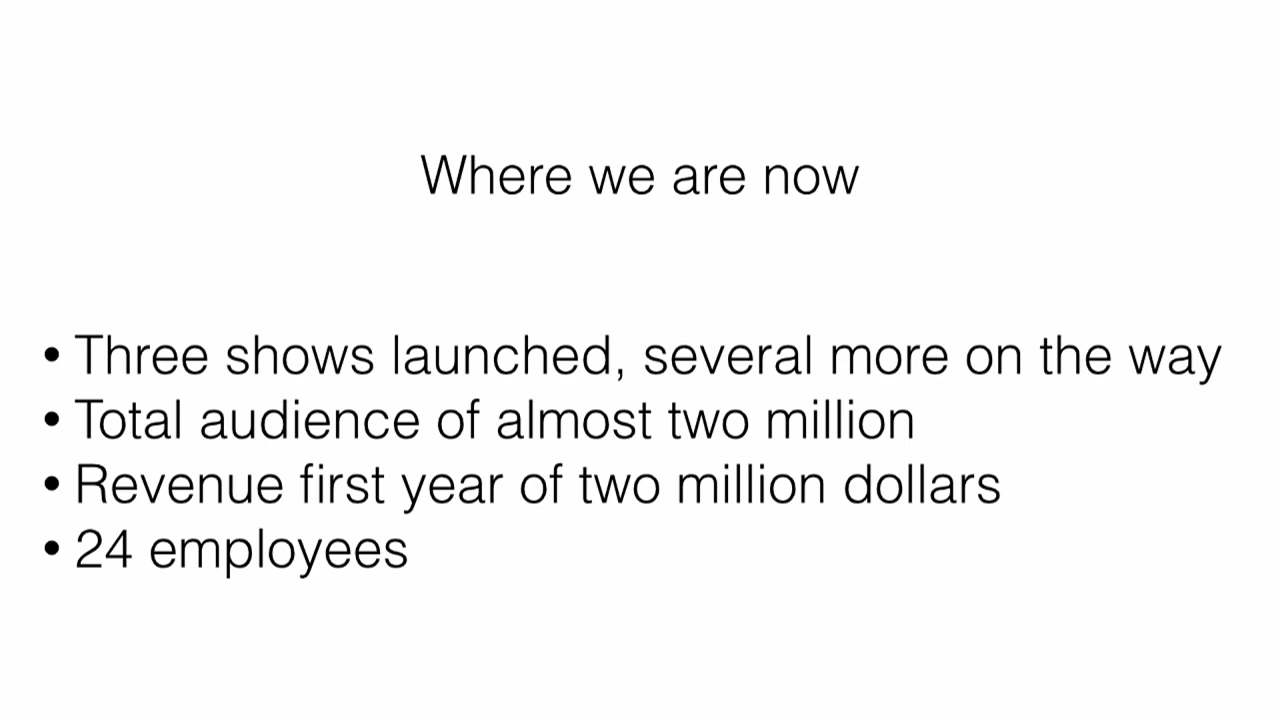 Where we are now
• Three shows launched, several more on the way
• Total audience of almost two million
• Revenue first year of two million dollars
• 24 employees